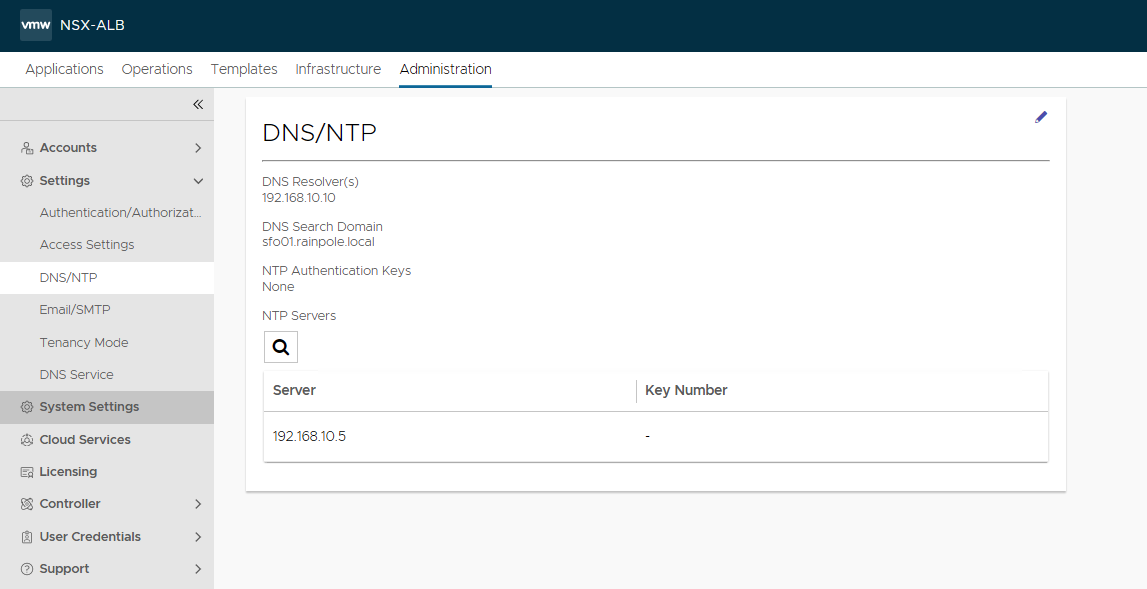 vmw NSX-ALB
Applications Operations Templates Infrastructure Administration
Accounts
Settings
Authentication/Authorizat...
Access Settings
DNS/NTP
Email/SMTP
Tenancy Mode
DNS Service
System Settings
Cloud Services
Licensing
Controller
User Credentials
Support
DNS/NTP
DNS Resolver(s)
192.168.10.10
DNS Search Domain
sfo01.rainpole.local
NTP Authentication Keys
None
NTP Servers
Server Key Number
192.168.10.5 -